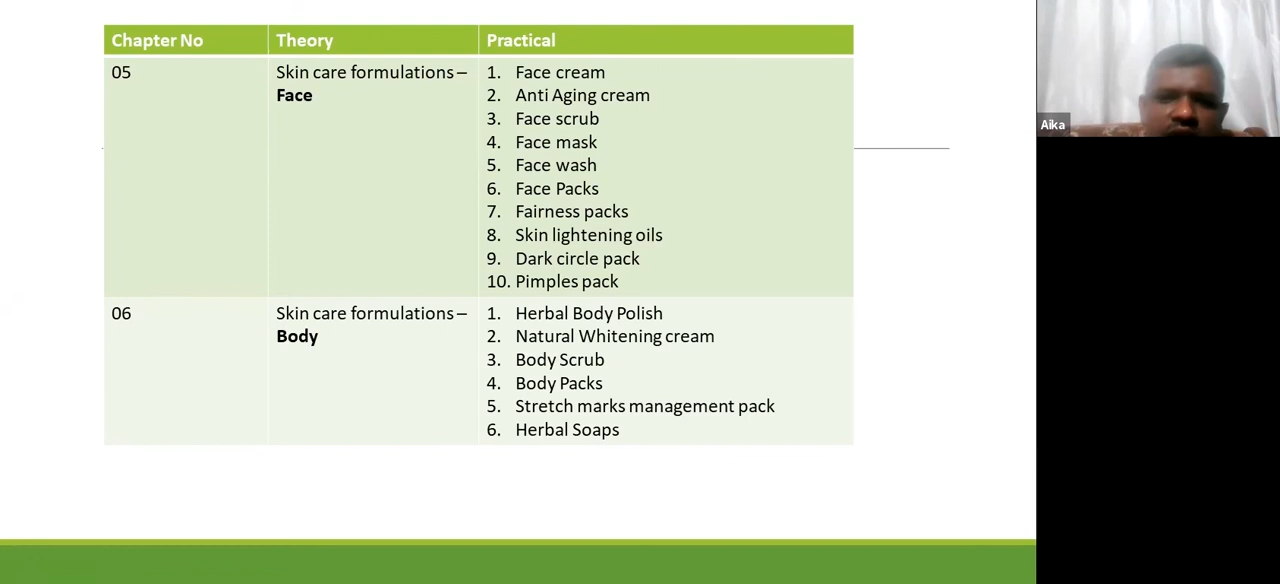 Chapter No Theory Practical
05 Skin care formulations – 1. Face cream
Face 2. Anti Aging cream
3. Face scrub
4. Face mask
5. Face wash
6. Face Packs
7. Fairness packs
8. Skin lightening oils
9. Dark circle pack
10. Pimples pack
06 Skin care formulations – 1. Herbal Body Polish
Body 2. Natural Whitening cream
3. Body Scrub
4. Body Packs
5. Stretch marks management pack
6. Herbal Soaps
Aika